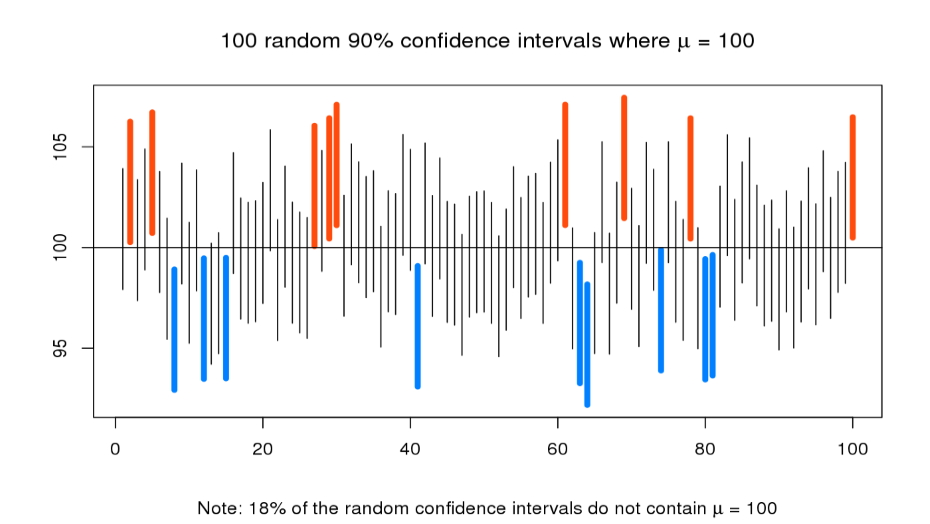 100 random 90% confidence intervals where μ = 100
105
100
95
0 20 40 60 80 100
Note: 18% of the random confidence intervals do not contain μ = 100